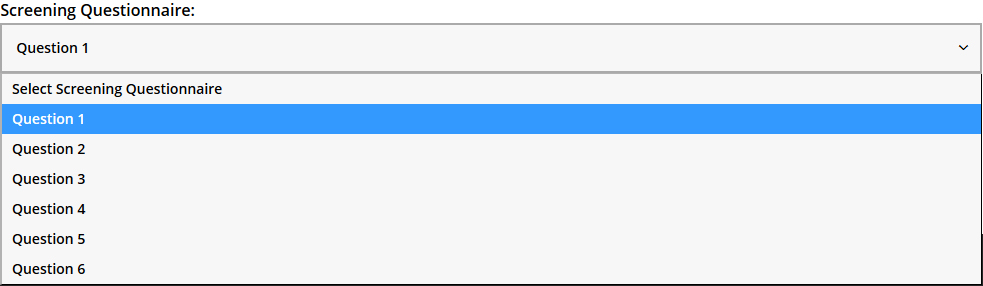 Screening Questionnaire:
Question 1
Select Screening Questionnaire
Question 1
Question 2
Question 3
Question 4
Question 5
Question 6